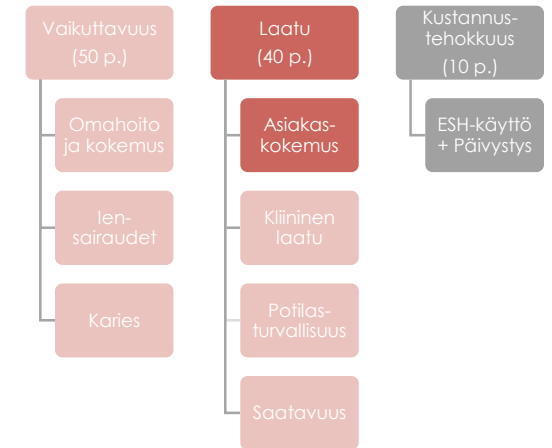 Vaikuttavuus
(50 p.)
Omahoito
ja kokemus
Ien-
sairaudet
Karies
Laatu
(40 p.)
Asiakas-
kokemus
Kliininen
laatu
Potilas-
turvallisuus
Saatavuus
Kustannus-
tehokkuus
(10 p.)
ESH-käyttö
+ Päivystys